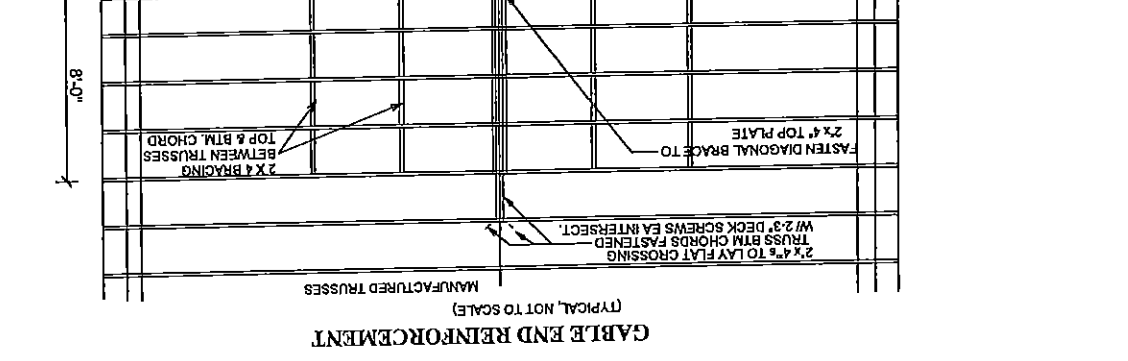 GABLE END REINFORCEMENT
(TYPICAL, NOT TO SCALE)
MANUFACTURED TRUSSES
2"x 4"s TO LAY FLAT CROSSING
TRUSS BTM CHORDS FASTENED
W/ 2-3" DECK SCREWS EA INTERSECT.
2 X 4 BRACING
BETWEEN TRUSSES
TOP & BTM. CHORD
FASTEN DIAGONAL BRACE TO
2"x 4" TOP PLATE
8'-0"